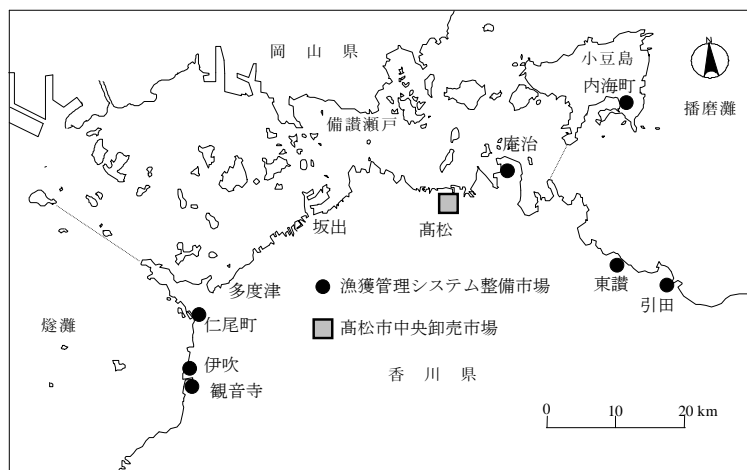 岡山県
小豆島
内海町
播磨灘
備讃瀬戸
庵治
坂出
髙松
多度津
● 漁獲管理システム整備市場
東讃
引田
燧灘
仁尾町
髙松市中央卸売市場
伊吹
観音寺
香川県
0 10 20 km